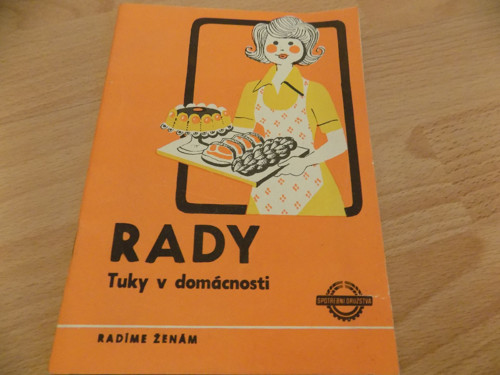 RADY
Tuky v domácnosti
SPOTŘEBNÍ DRUŽSTVA
RADÍME ŽENÁM